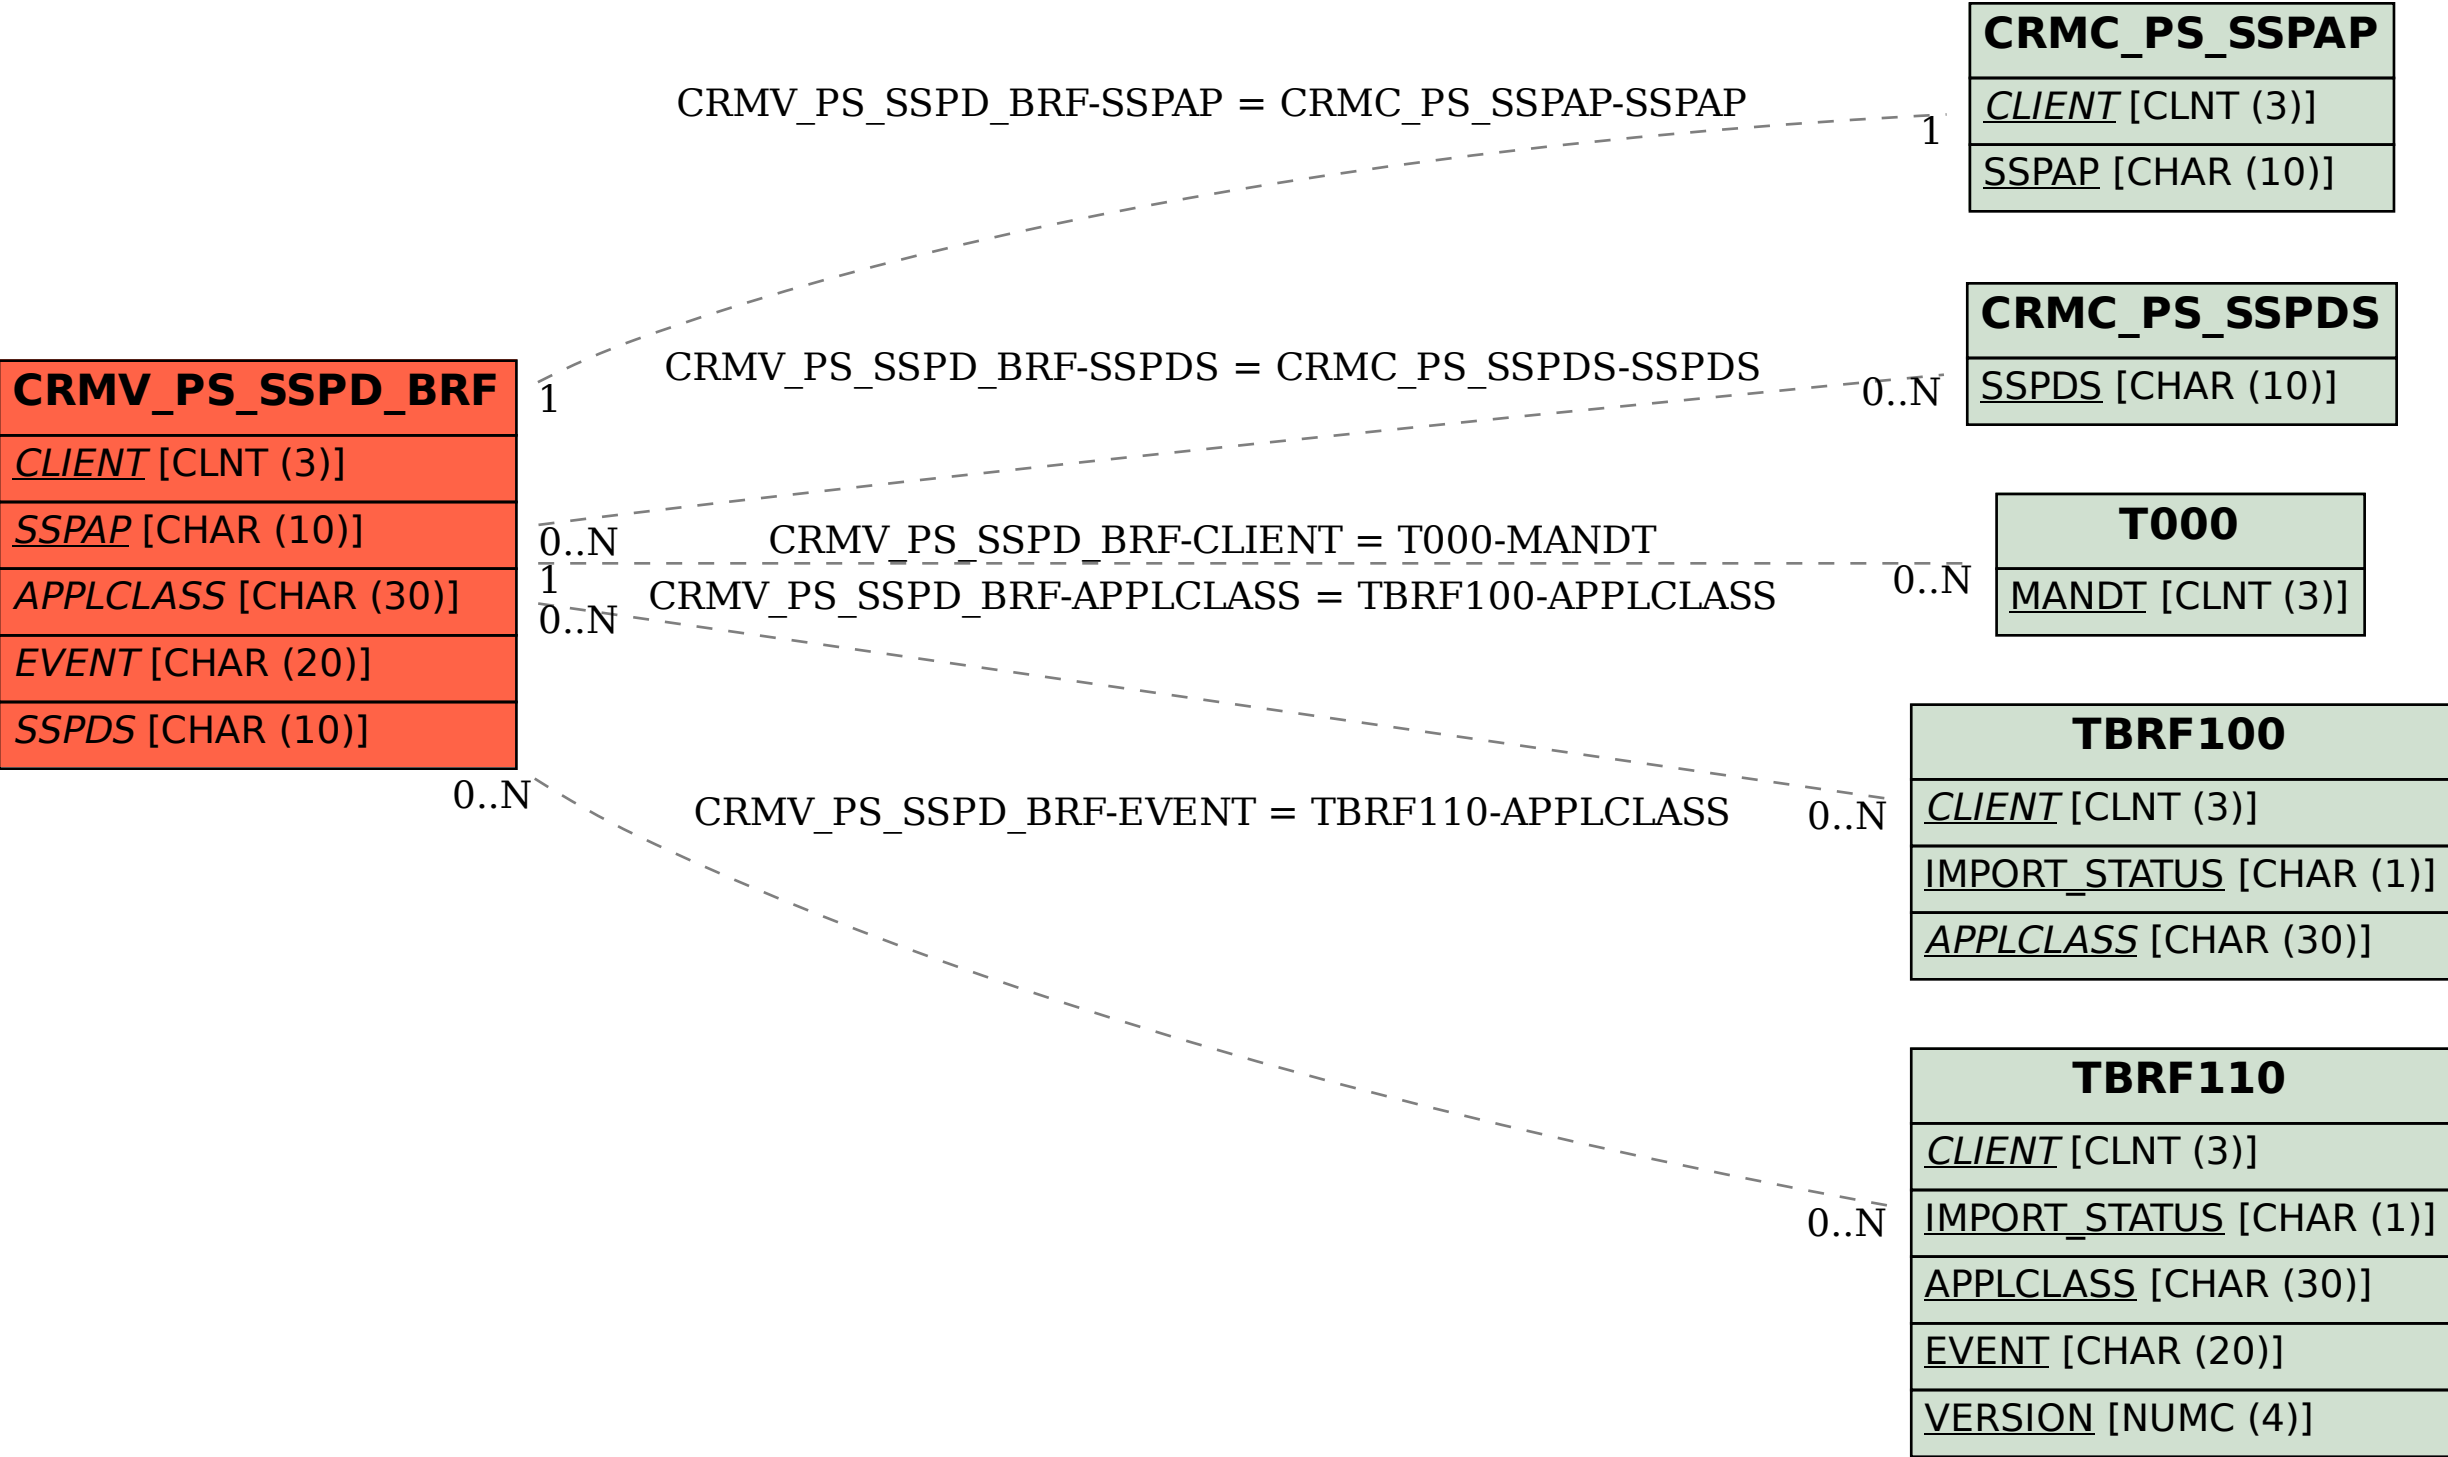 CRMV_PS_SSPD_BRF
CLIENT [CLNT (3)]
SSPAP [CHAR (10)]
APPLCLASS [CHAR (30)]
EVENT [CHAR (20)]
SSPDS [CHAR (10)]
CRMV_PS_SSPD_BRF-SSPAP = CRMC_PS_SSPAP-SSPAP
1
1
CRMV_PS_SSPD_BRF-SSPDS = CRMC_PS_SSPDS-SSPDS
0..N
0..N
CRMV_PS_SSPD_BRF-CLIENT = T000-MANDT
1
0..N
CRMV_PS_SSPD_BRF-APPLCLASS = TBRF100-APPLCLASS
0..N
0..N
CRMV_PS_SSPD_BRF-EVENT = TBRF110-APPLCLASS
0..N
0..N
CRMC_PS_SSPAP
CLIENT [CLNT (3)]
SSPAP [CHAR (10)]
CRMC_PS_SSPDS
SSPDS [CHAR (10)]
T000
MANDT [CLNT (3)]
TBRF100
CLIENT [CLNT (3)]
IMPORT_STATUS [CHAR (1)]
APPLCLASS [CHAR (30)]
TBRF110
CLIENT [CLNT (3)]
IMPORT_STATUS [CHAR (1)]
APPLCLASS [CHAR (30)]
EVENT [CHAR (20)]
VERSION [NUMC (4)]